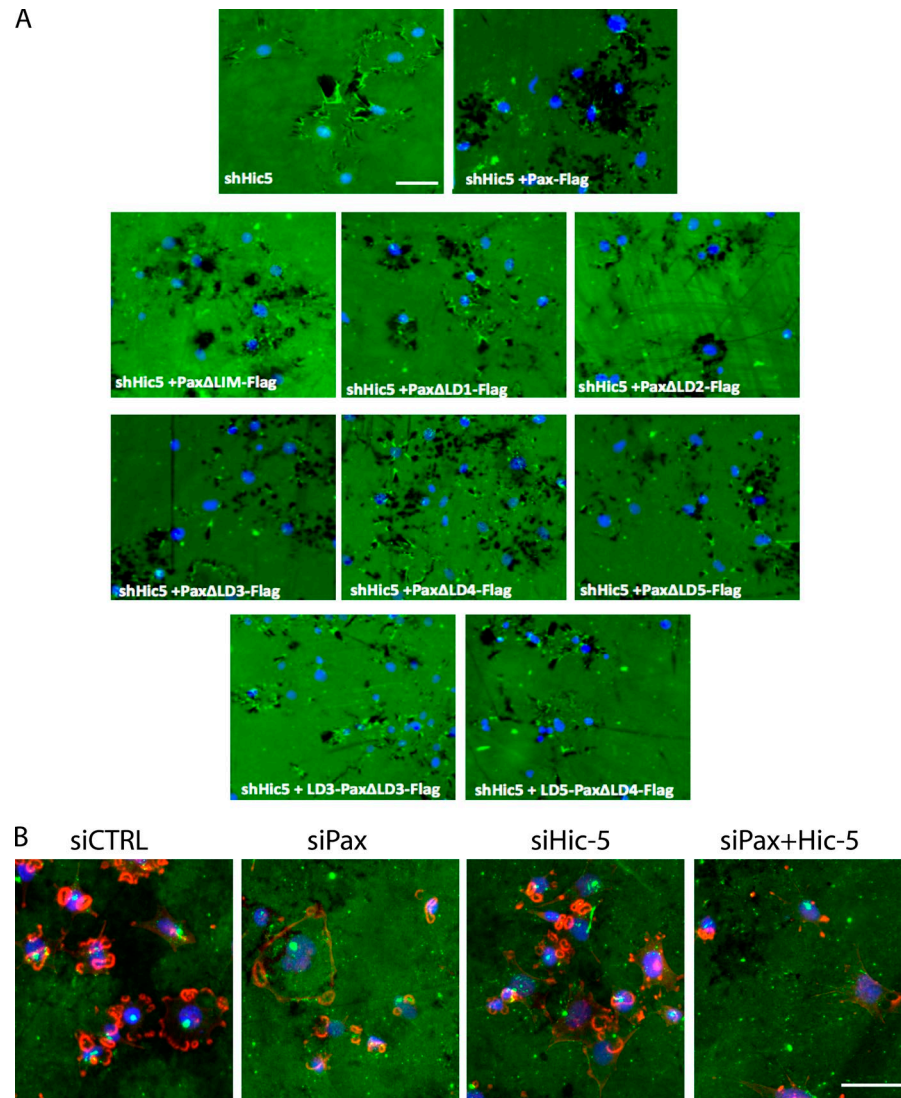 A
shHic5
shHic5 +Pax-Flag
shHic5 +PaxΔLIM-Flag
shHic5 +PaxΔLD1-Flag
shHic5 +PaxΔLD2-Flag
shHic5 +PaxΔLD3-Flag
shHic5 +PaxΔLD4-Flag
shHic5 +PaxΔLD5-Flag
shHic5 + LD3-PaxΔLD3-Flag
shHic5 + LD5-PaxΔLD4-Flag
B
siCTRL
siPax
siHic-5
siPax+Hic-5